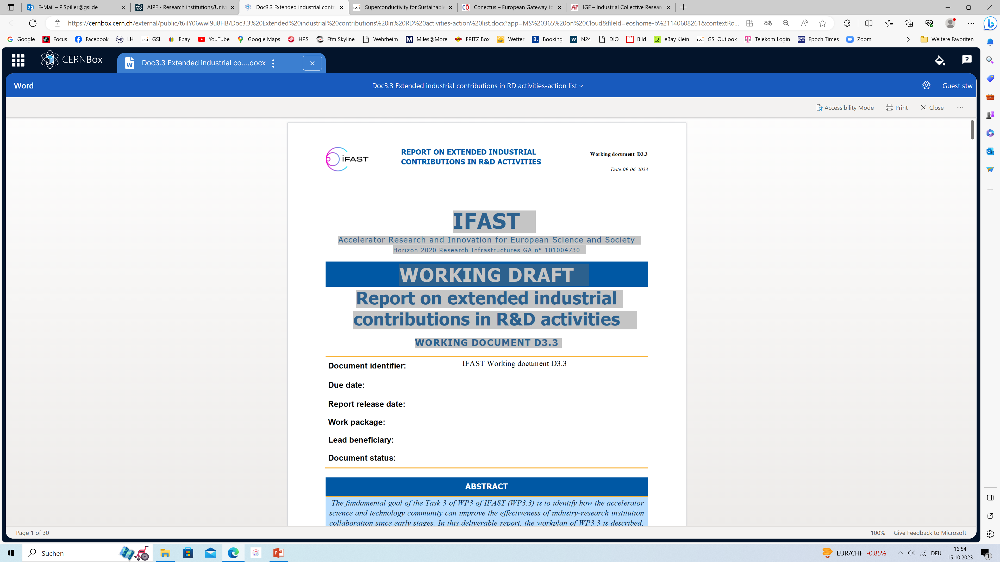 E-Mail – P.Spiller@gsi.de
AIPF - Research institutions/Unive
Doc3.3 Extended industrial contri
Superconductivity for Sustainable
Conectus – European Gateway to
IGF – Industrial Collective Researc
https://cernbox.cern.ch/external/public/t6iIY06wwI9u8HB/Doc3.3%20Extended%20industrial%20contributions%20in%20RD%20activities-action%20list.docx?app=MS%20365%20on%20Cloud&fileId=eoshome-b%21140608261&contextRo...
Google Focus Facebook LH GSI Ebay YouTube Google Maps HRS Ffm Skyline Wehrheim Miles@More FRITZ!Box Wetter Booking N24 DIO Bild eBay Klein GSI Outlook Telekom Login Epoch Times Zoom Weitere Favoriten
CERNBox
Doc3.3 Extended industrial co....docx
Word
Doc3.3 Extended industrial contributions in RD activities-action list
Guest stw
Accessibility Mode Print Close
iFAST
REPORT ON EXTENDED INDUSTRIAL
CONTRIBUTIONS IN R&D ACTIVITIES
Working document D3.3
Date:09-06-2023
IFAST
Accelerator Research and Innovation for European Science and Society
Horizon 2020 Research Infrastructures GA n° 101004730
WORKING DRAFT
Report on extended industrial
contributions in R&D activities
WORKING DOCUMENT D3.3
Document identifier: IFAST Working document D3.3
Due date:
Report release date:
Work package:
Lead beneficiary:
Document status:
ABSTRACT
The fundamental goal of the Task 3 of WP3 of IFAST (WP3.3) is to identify how the accelerator
science and technology community can improve the effectiveness of industry-research institution
collaboration since early stages. In this deliverable report, the workplan of WP3.3 is described,
Page 1 of 30
100% Give Feedback to Microsoft
Suchen
EUR/CHF -0.85%
DEU
16:54
15.10.2023
1